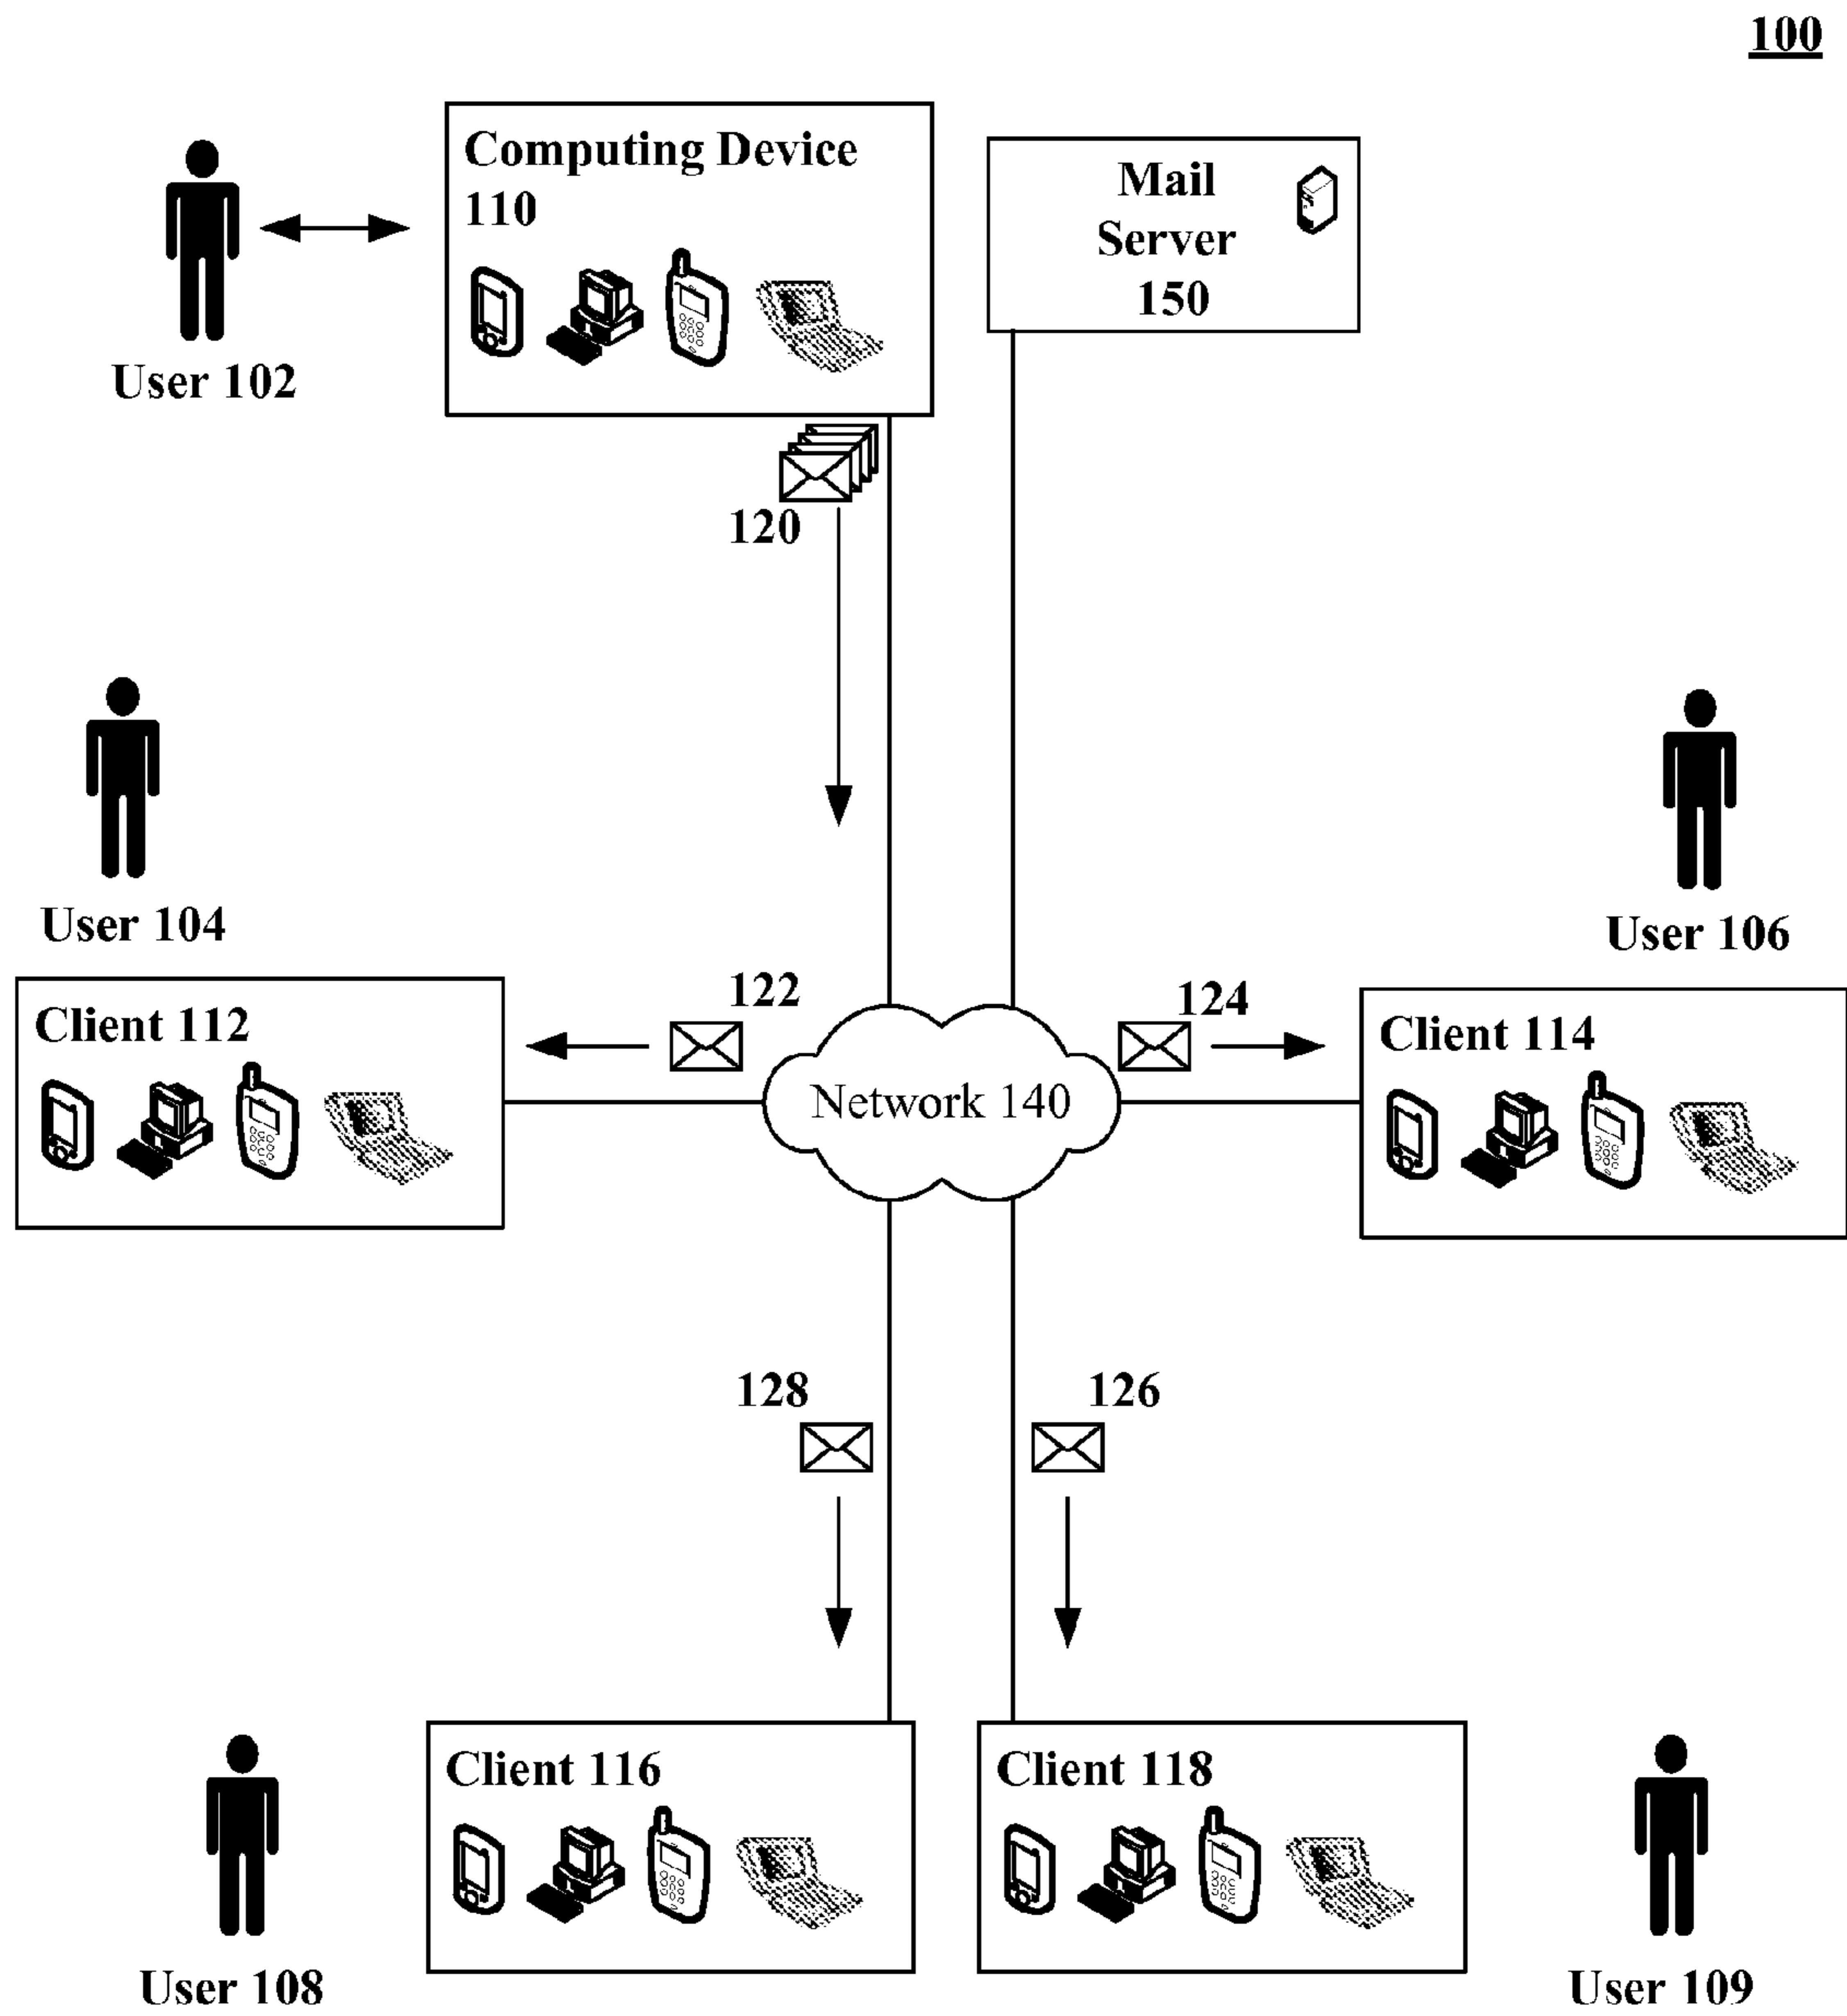 100
Computing Device
110
Mail
Server
150
User 102
120
User 104
User 106
122
124
Client 112
Client 114
Network 140
128
126
Client 116
Client 118
User 108
User 109